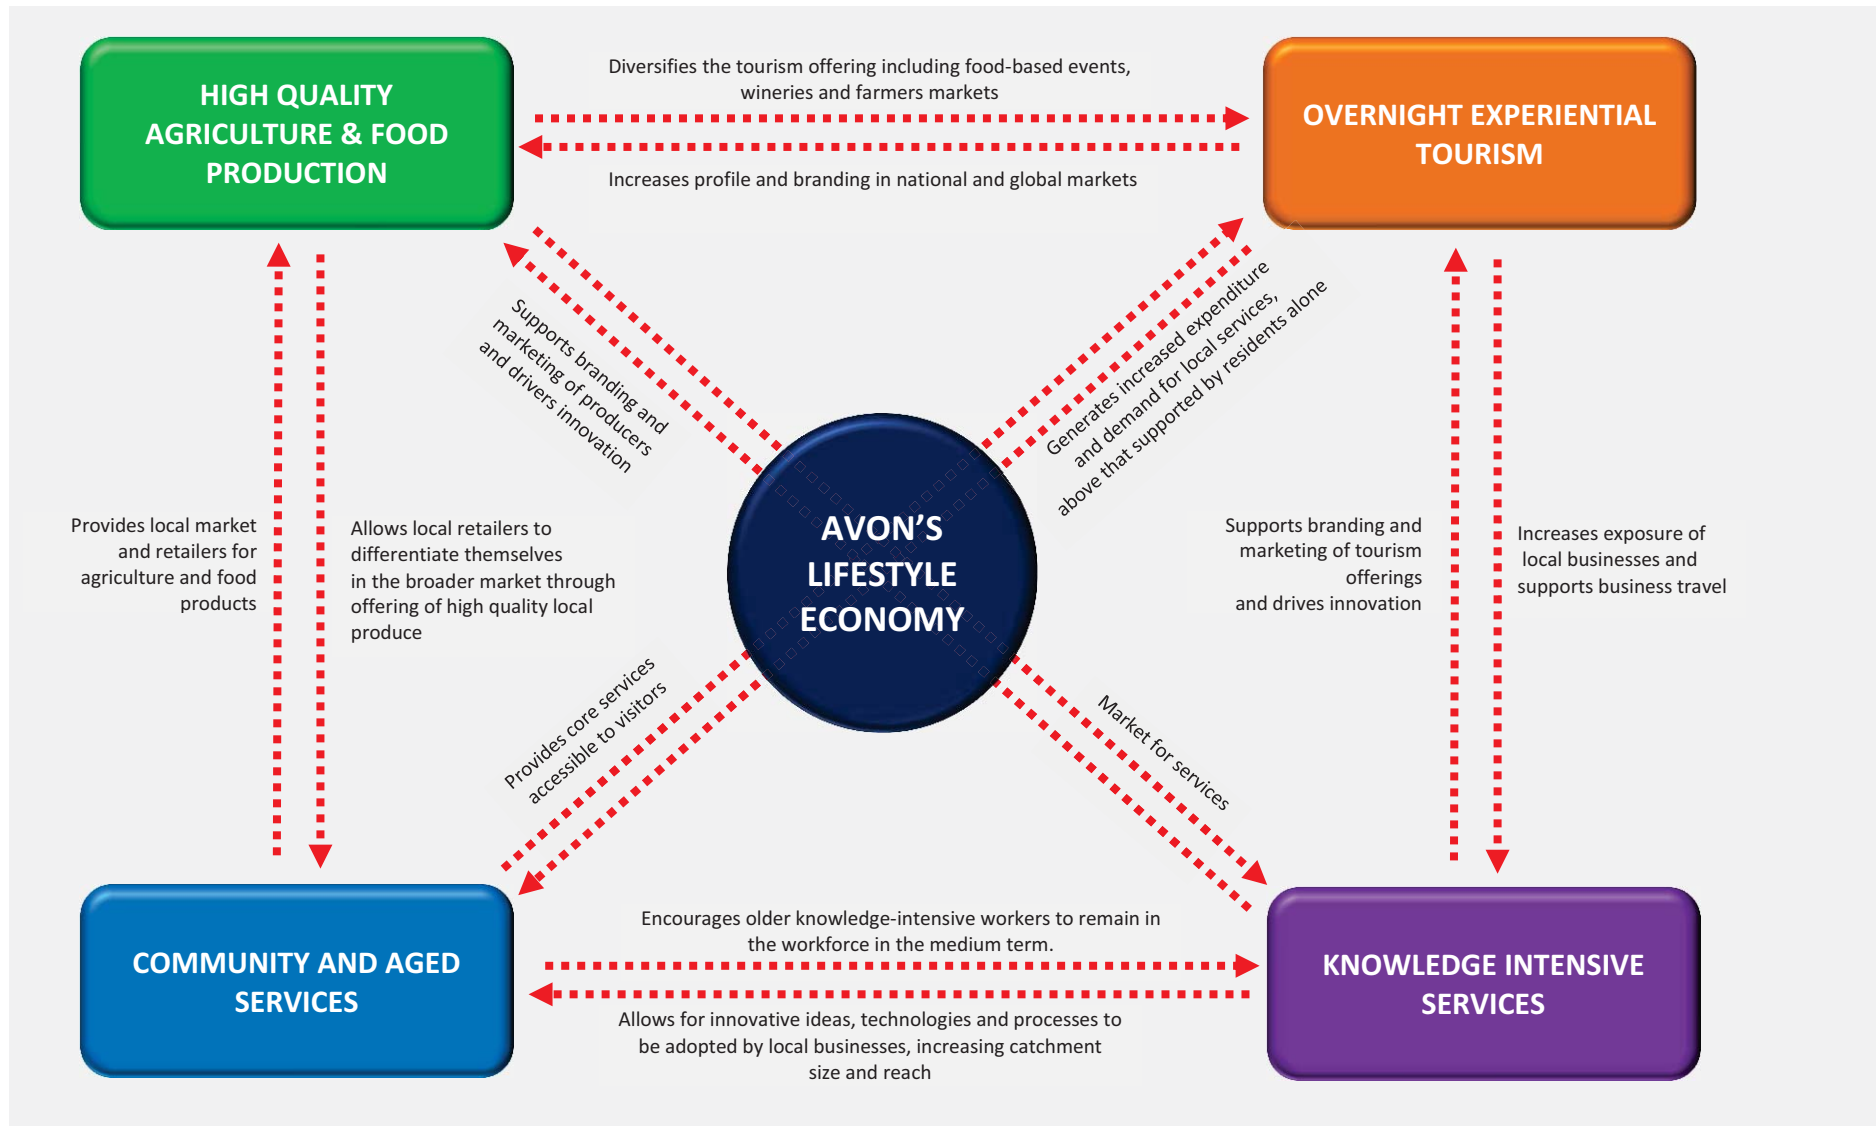 HIGH QUALITY
AGRICULTURE & FOOD
PRODUCTION
Diversifies the tourism offering including food-based events,
wineries and farmers markets
Increases profile and branding in national and global markets
OVERNIGHT EXPERIENTIAL
TOURISM
Supports branding and
marketing of producers
and drivers innovation
Generates increased expenditure
and demand for local services,
above that supported by residents alone
Provides local market
and retailers for
agriculture and food
products
Allows local retailers to
differentiate themselves
in the broader market through
offering of high quality local
produce
AVON’S
LIFESTYLE
ECONOMY
Supports branding and
marketing of tourism
offerings
and drives innovation
Increases exposure of
local businesses and
supports business travel
Provides core services
accessible to visitors
Market for services
COMMUNITY AND AGED
SERVICES
Encourages older knowledge-intensive workers to remain in
the workforce in the medium term.
Allows for innovative ideas, technologies and processes to
be adopted by local businesses, increasing catchment
size and reach
KNOWLEDGE INTENSIVE
SERVICES